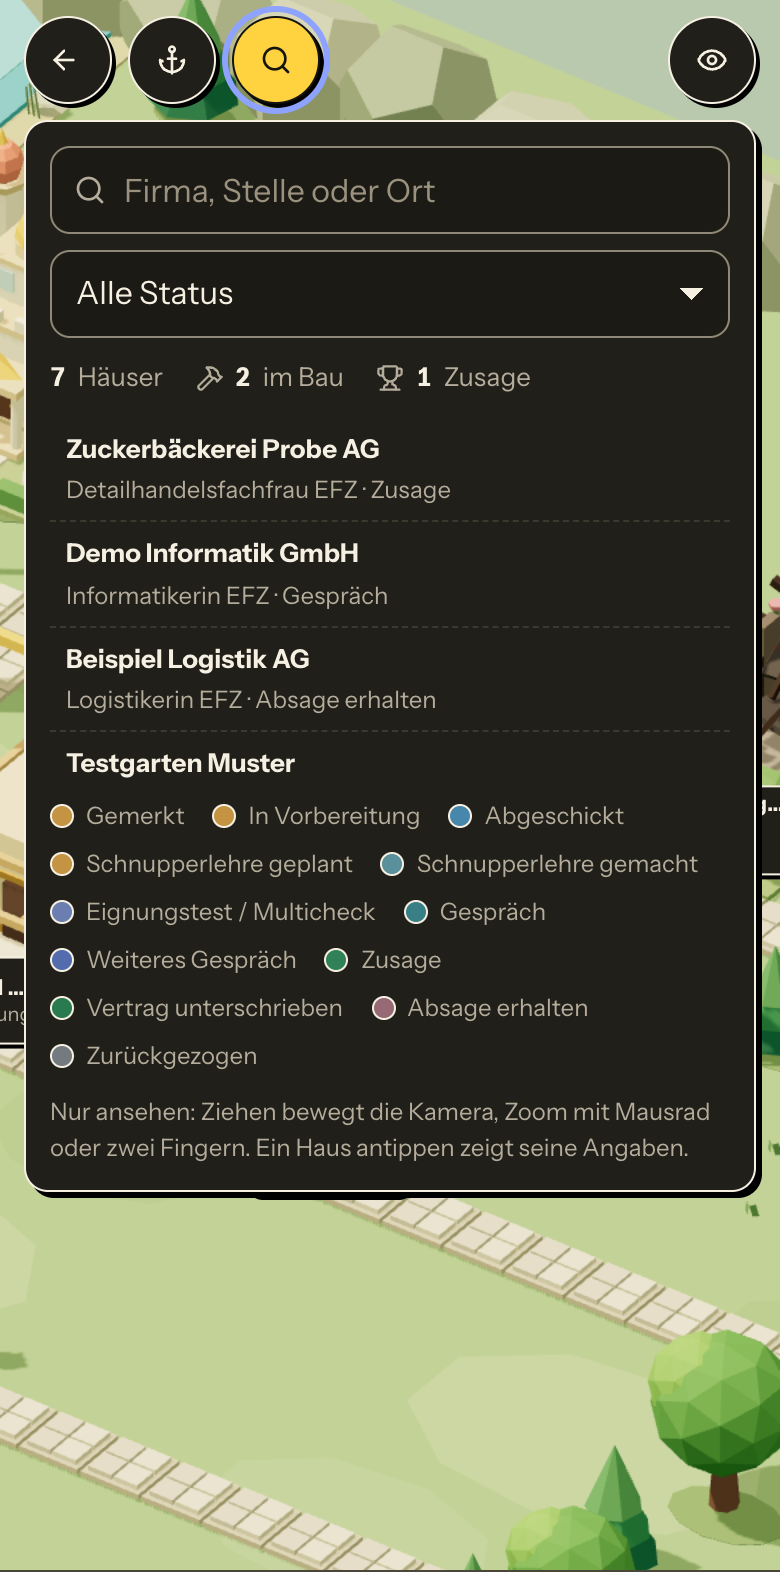 Firma, Stelle oder Ort
Alle Status
7 Häuser 2 im Bau 1 Zusage
Zuckerbäckerei Probe AG
Detailhandelsfachfrau EFZ · Zusage
Demo Informatik GmbH
Informatikerin EFZ · Gespräch
Beispiel Logistik AG
Logistikerin EFZ · Absage erhalten
Testgarten Muster
Gemerkt In Vorbereitung Abgeschickt
Schnupperlehre geplant Schnupperlehre gemacht
Eignungstest / Multicheck Gespräch
Weiteres Gespräch Zusage
Vertrag unterschrieben Absage erhalten
Zurückgezogen
Nur ansehen: Ziehen bewegt die Kamera, Zoom mit Mausrad
oder zwei Fingern. Ein Haus antippen zeigt seine Angaben.